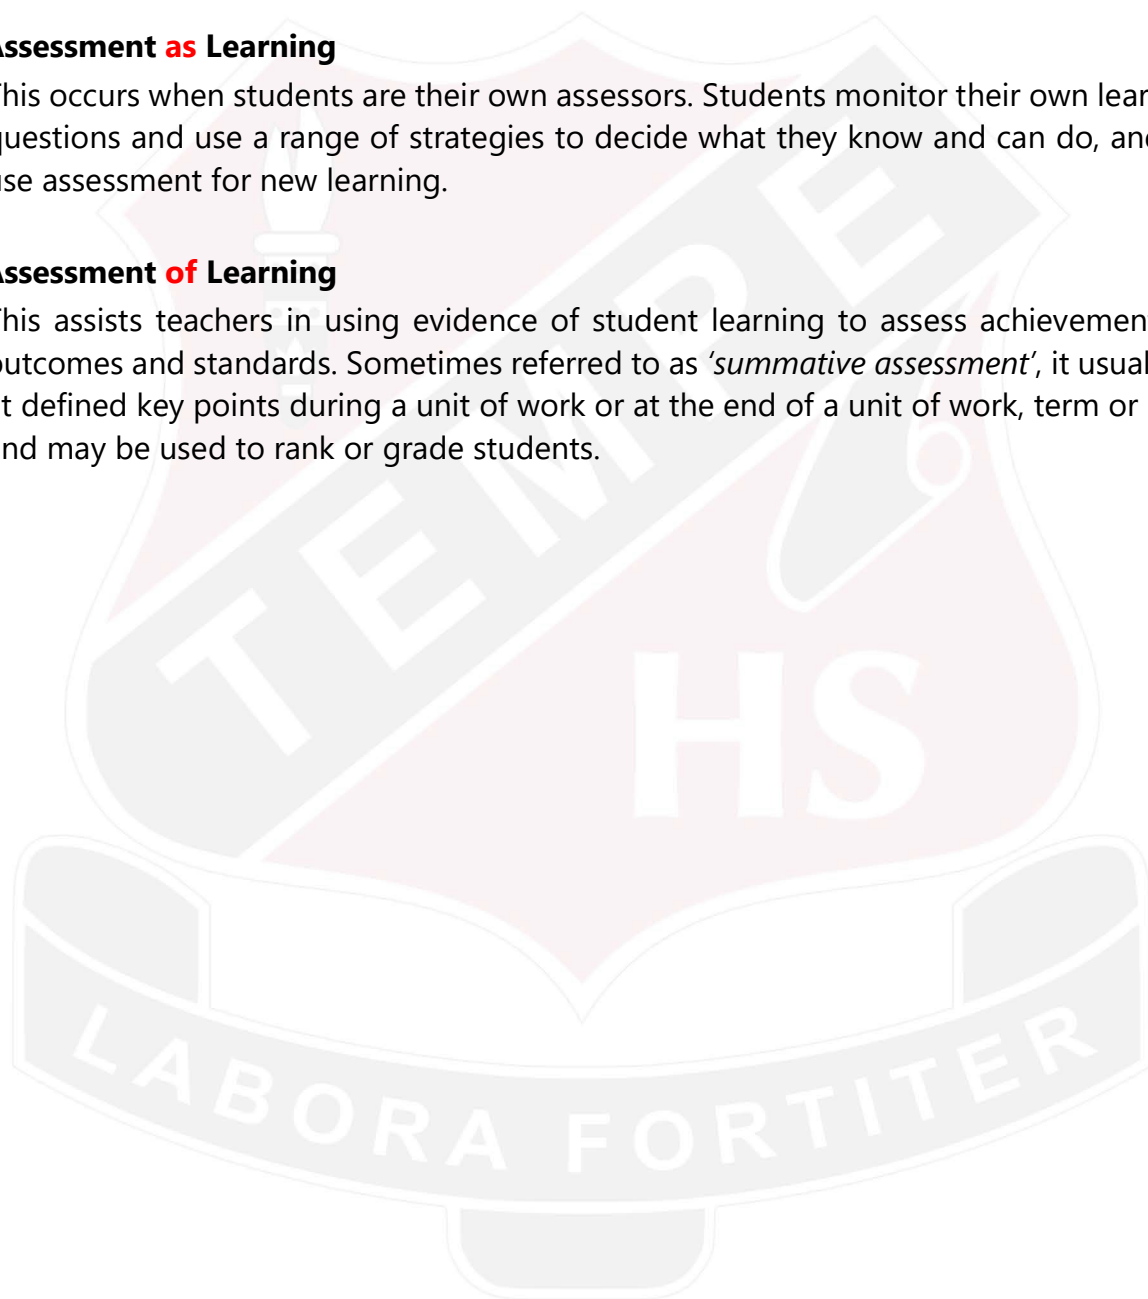 ssessment as Learning
his occurs when students are their own assessors. Students monitor their own lear
uestions and use a range of strategies to decide what they know and can do, and
se assessment for new learning.
ssessment of Learning
his assists teachers in using evidence of student learning to assess achievemen
utcomes and standards. Sometimes referred to as ‘summative assessment’, it usual
t defined key points during a unit of work or at the end of a unit of work, term or
nd may be used to rank or grade students.
TEMPE
HS
LABORA FORTITER